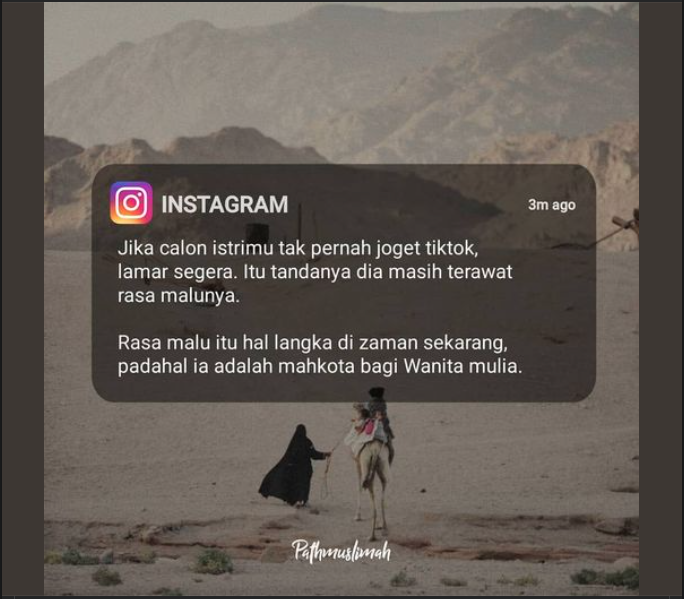 INSTAGRAM
3m ago
Jika calon istrimu tak pernah joget tiktok,
lamar segera. Itu tandanya dia masih terawat
rasa malunya.
Rasa malu itu hal langka di zaman sekarang,
padahal ia adalah mahkota bagi Wanita mulia.
Pathmuslimah